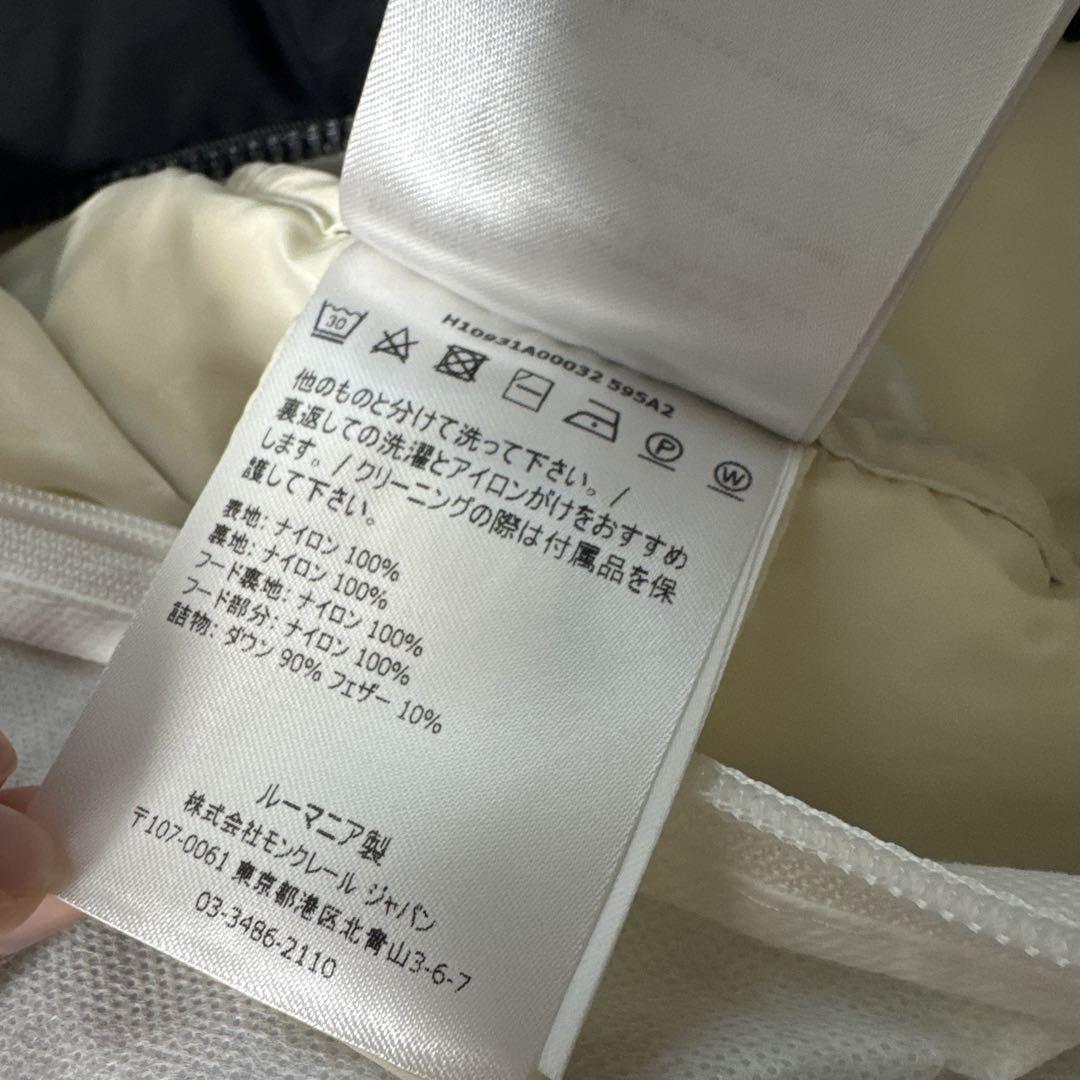 H10931A00032 595A2
30
P
W
他のものと分けて洗って下さい。/
裏返しての洗濯とアイロンがけをおすすめ
します。/ クリーニングの際は付属品を保
護して下さい。
表地: ナイロン 100%
裏地: ナイロン 100%
フード裏地: ナイロン 100%
フード部分: ナイロン 100%
詰物: ダウン 90% フェザー 10%
ルーマニア製
株式会社モンクレール ジャパン
〒107-0061 東京都港区北青山3-6-7
03-3486-2110